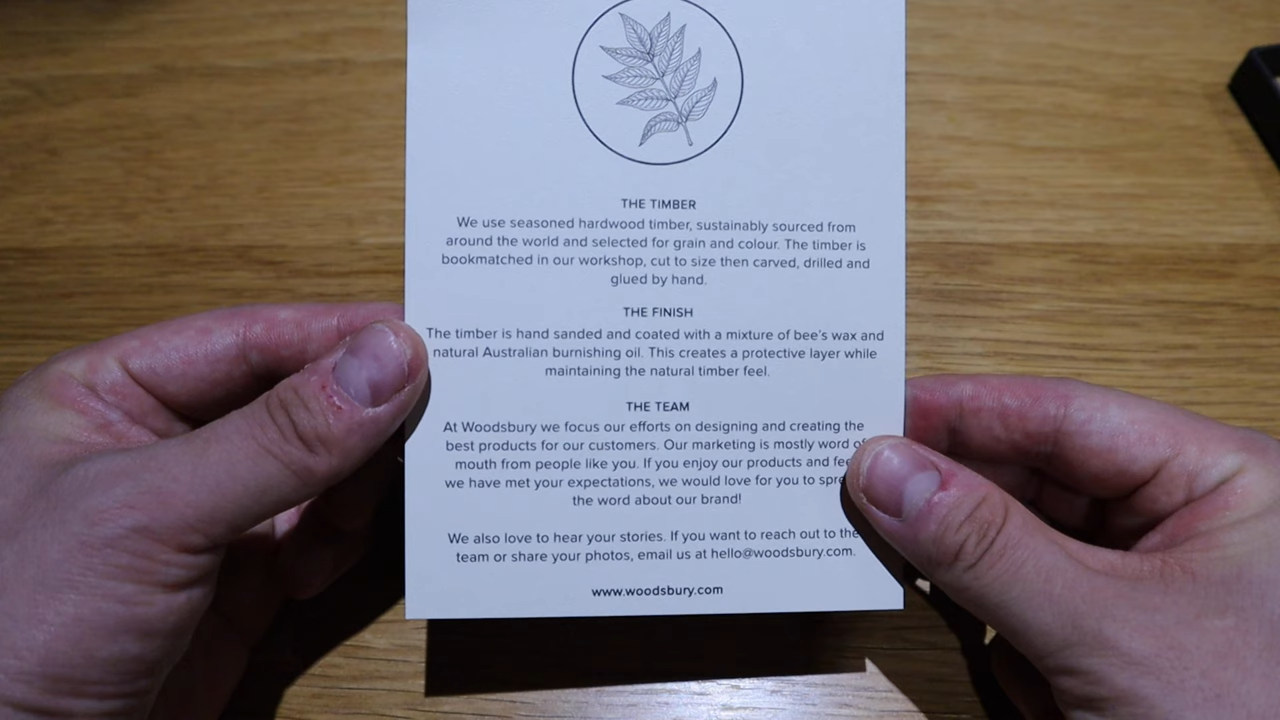 THE TIMBER
We use seasoned hardwood timber, sustainably sourced from
around the world and selected for grain and colour. The timber is
bookmatched in our workshop, cut to size then carved, drilled and
glued by hand.
THE FINISH
The timber is hand sanded and coated with a mixture of bee's wax and
natural Australian burnishing oil. This creates a protective layer while
maintaining the natural timber feel.
THE TEAM
At Woodsbury we focus our efforts on designing and creating the
best products for our customers. Our marketing is mostly word of
mouth from people like you. If you enjoy our products and
we have met your expectations, we would love for you to
the word about our brand!
We also love to hear your stories. If you want to reach out to the
team or share your photos, email us at hello@woodsbury.com.
www.woodsbury.com